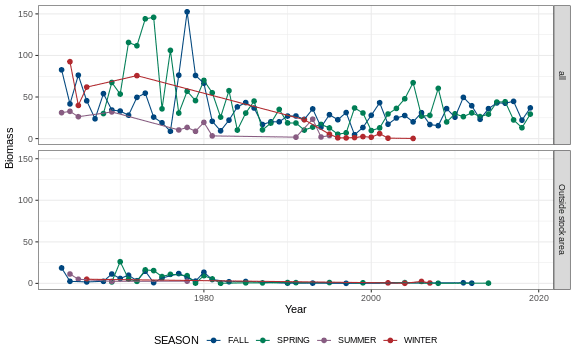 150
100
50
0
all
Biomass
150
100
50
0
Outside stock area
1980
2000
2020
Year
SEASON FALL SPRING SUMMER WINTER